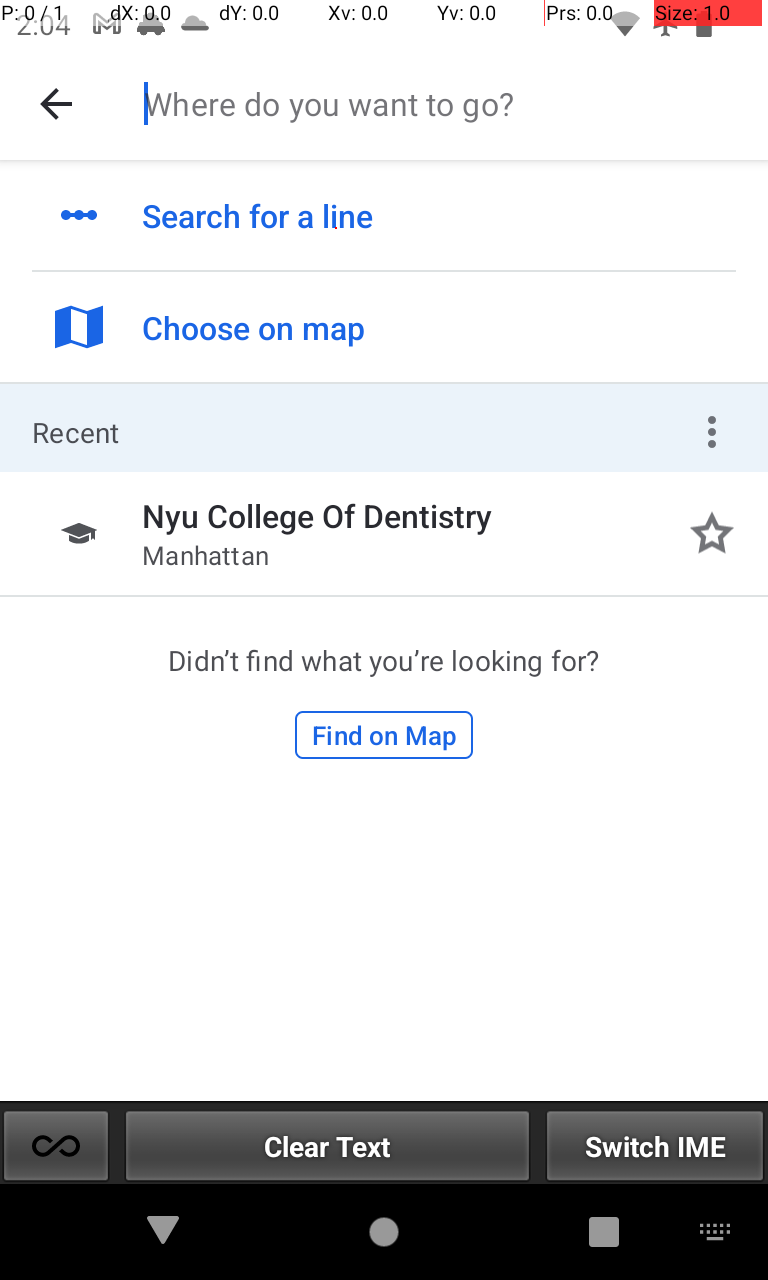 P: 0 / 1 dX: 0.0 dY: 0.0 Xv: 0.0 Yv: 0.0 Prs: 0.0 Size: 1.0
2:04
Where do you want to go?
Search for a line
Choose on map
Recent
Nyu College Of Dentistry
Manhattan
Didn’t find what you’re looking for?
Find on Map
Clear Text Switch IME